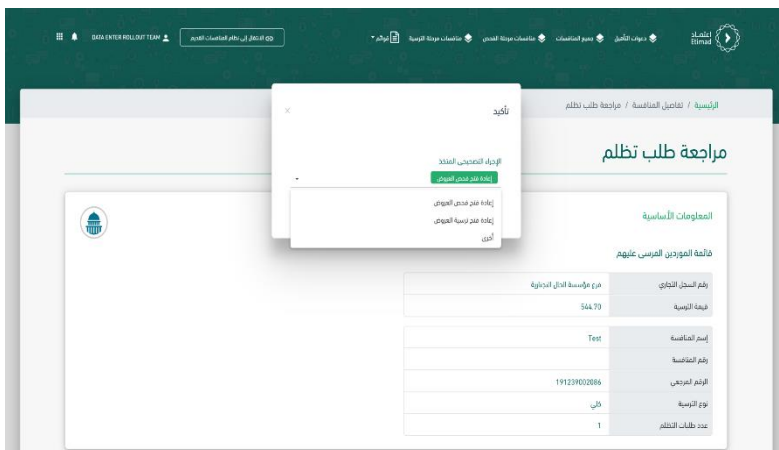 اعتماد
Etimad
دعوات التأهيل
جميع المنافسات
منافسات مرحلة الفحص
منافسات مرحلة الترسية
قوائم
الانتقال إلى نظام المنافسات القديم
DATA ENTER ROLLOUT TEAM
الرئيسية / تفاصيل المنافسة / مراجعة طلب تظلم
تأكيد
×
الإجراء التصحيحي المتخذ
إعادة فتح فحص العروض
إعادة فتح فحص العروض
إعادة فتح ترسية العروض
أخرى
مراجعة طلب تظلم
المعلومات الأساسية
قائمة الموردين المرسى عليهم
رقم السجل التجاري
فرع مؤسسة الحال التجارية
قيمة الترسية
544.70
إسم المنافسة
Test
رقم المنافسة
الرقم المرجعي
191239002086
نوع الترسية
كلي
عدد طلبات التظلم
1